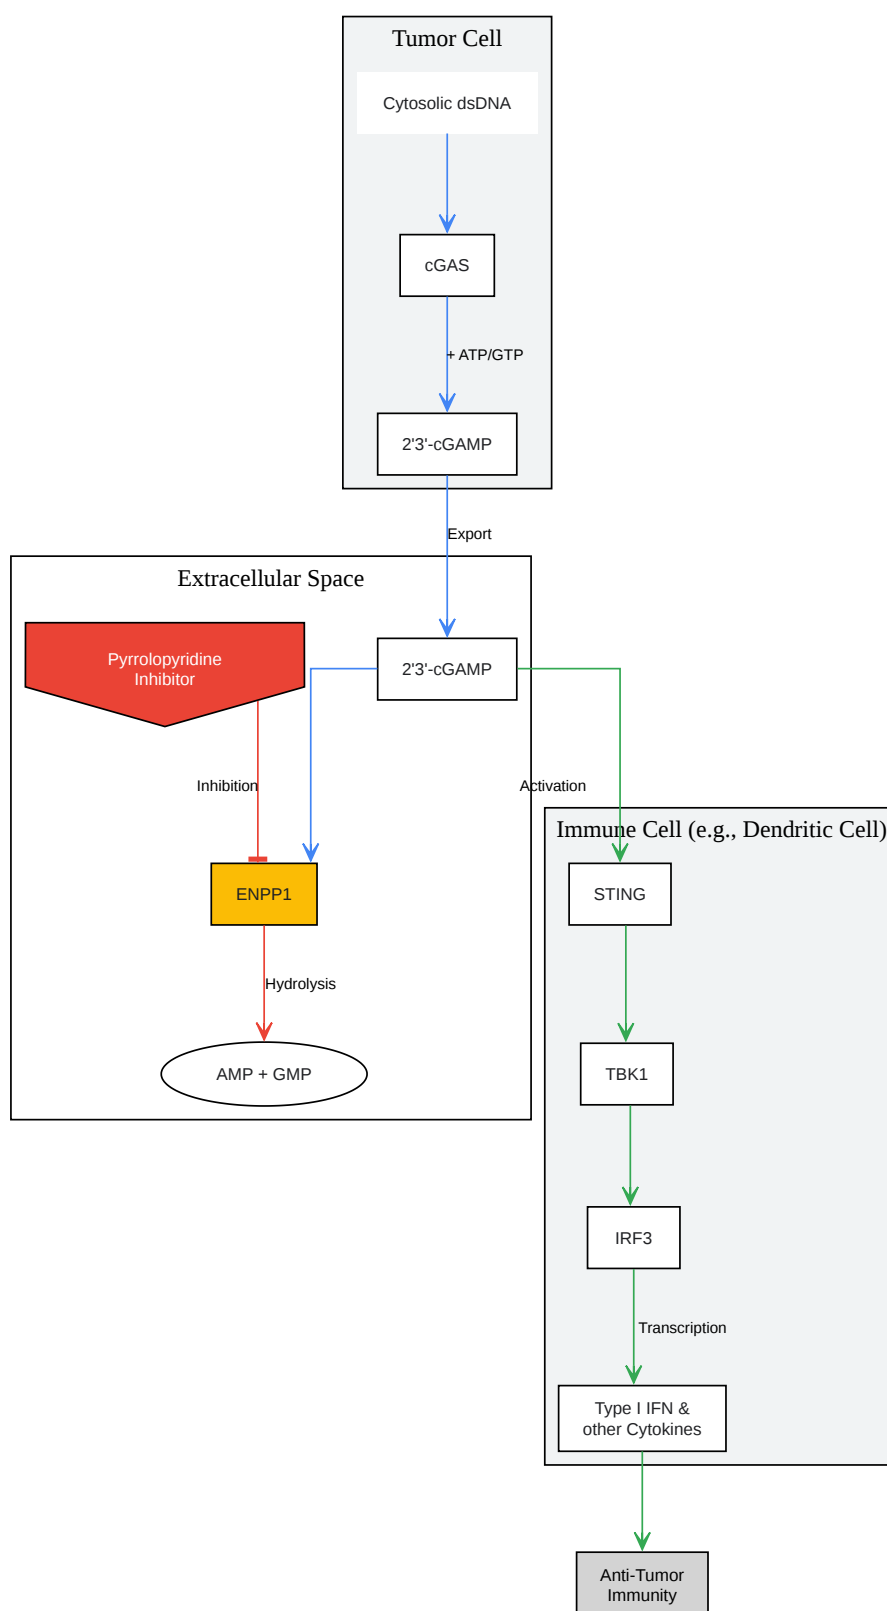 Tumor Cell
Cytosolic dsDNA
cGAS
+ ATP/GTP
2'3'-cGAMP
Export
Extracellular Space
Pyrrolopyridine
Inhibitor
2'3'-cGAMP
Inhibition
Activation
Immune Cell (e.g., Dendritic Cell)
ENPP1
STING
Hydrolysis
AMP + GMP
TBK1
IRF3
Transcription
Type I IFN &
other Cytokines
Anti-Tumor
Immunity